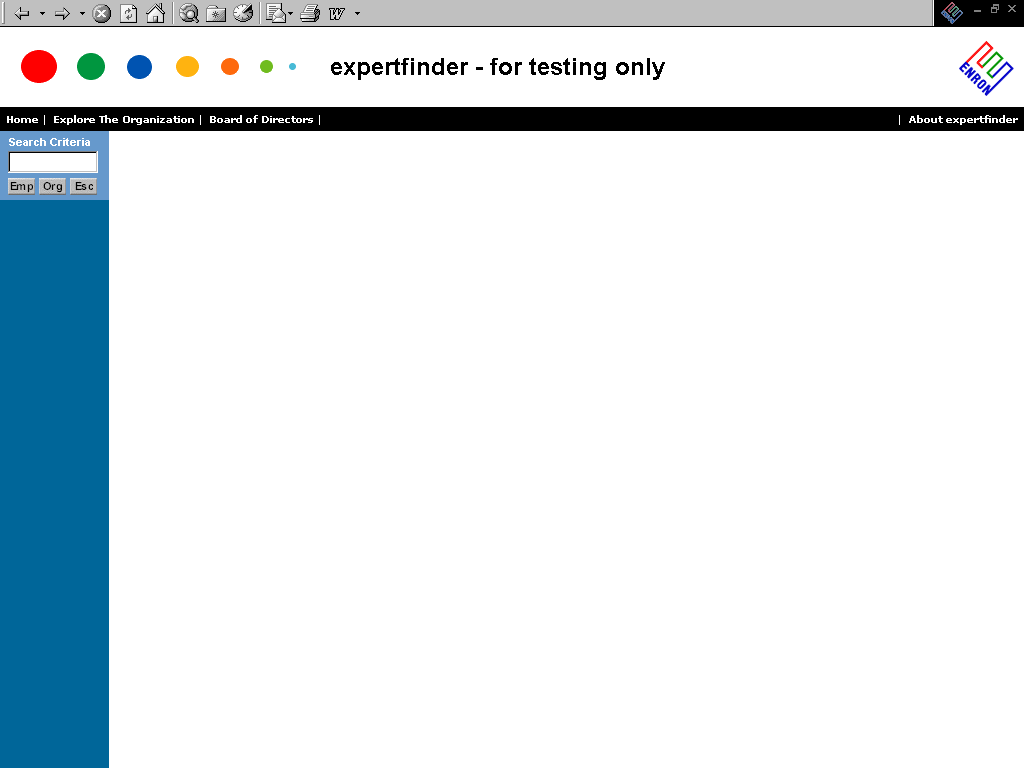 W
expertfinder - for testing only
ENRON
Home | Explore The Organization | Board of Directors |
| About expertfinder
Search Criteria
Emp Org Esc